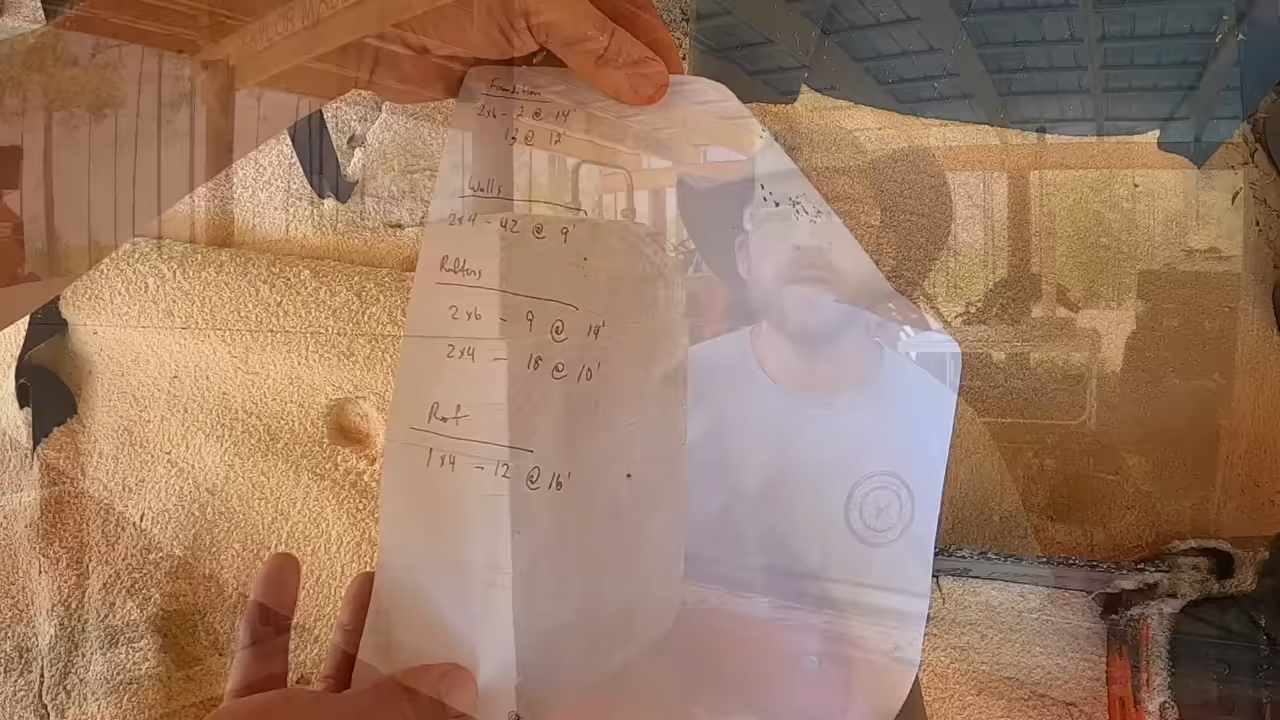 Foundation
2x6 - 2 @ 14'
13 @ 12'
Walls
2x4 - 42 @ 9'
Rafters
2x6 - 9 @ 14'
2x4 - 18 @ 10'
Roof
1x4 - 12 @ 16'